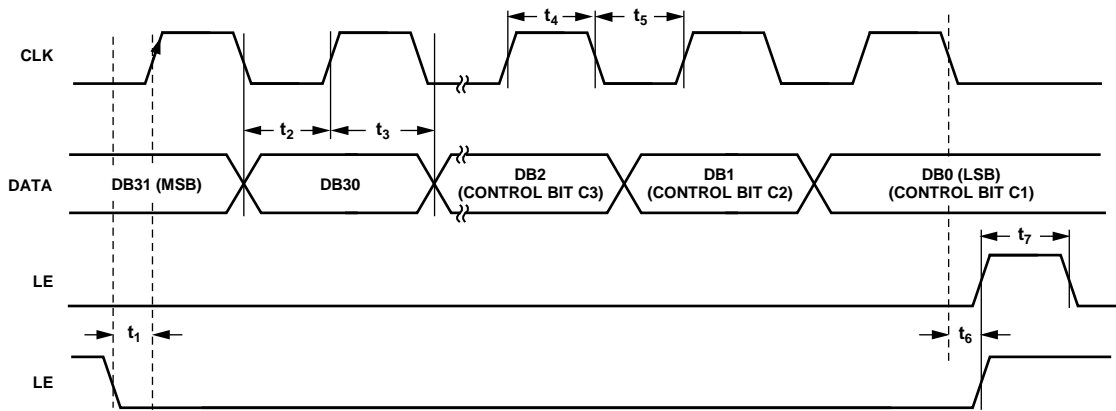 t4 t5
CLK
t2 t3
DATA
DB31 (MSB) DB30 DB2 (CONTROL BIT C3) DB1 (CONTROL BIT C2) DB0 (LSB) (CONTROL BIT C1)
t7
LE
t1 t6
LE